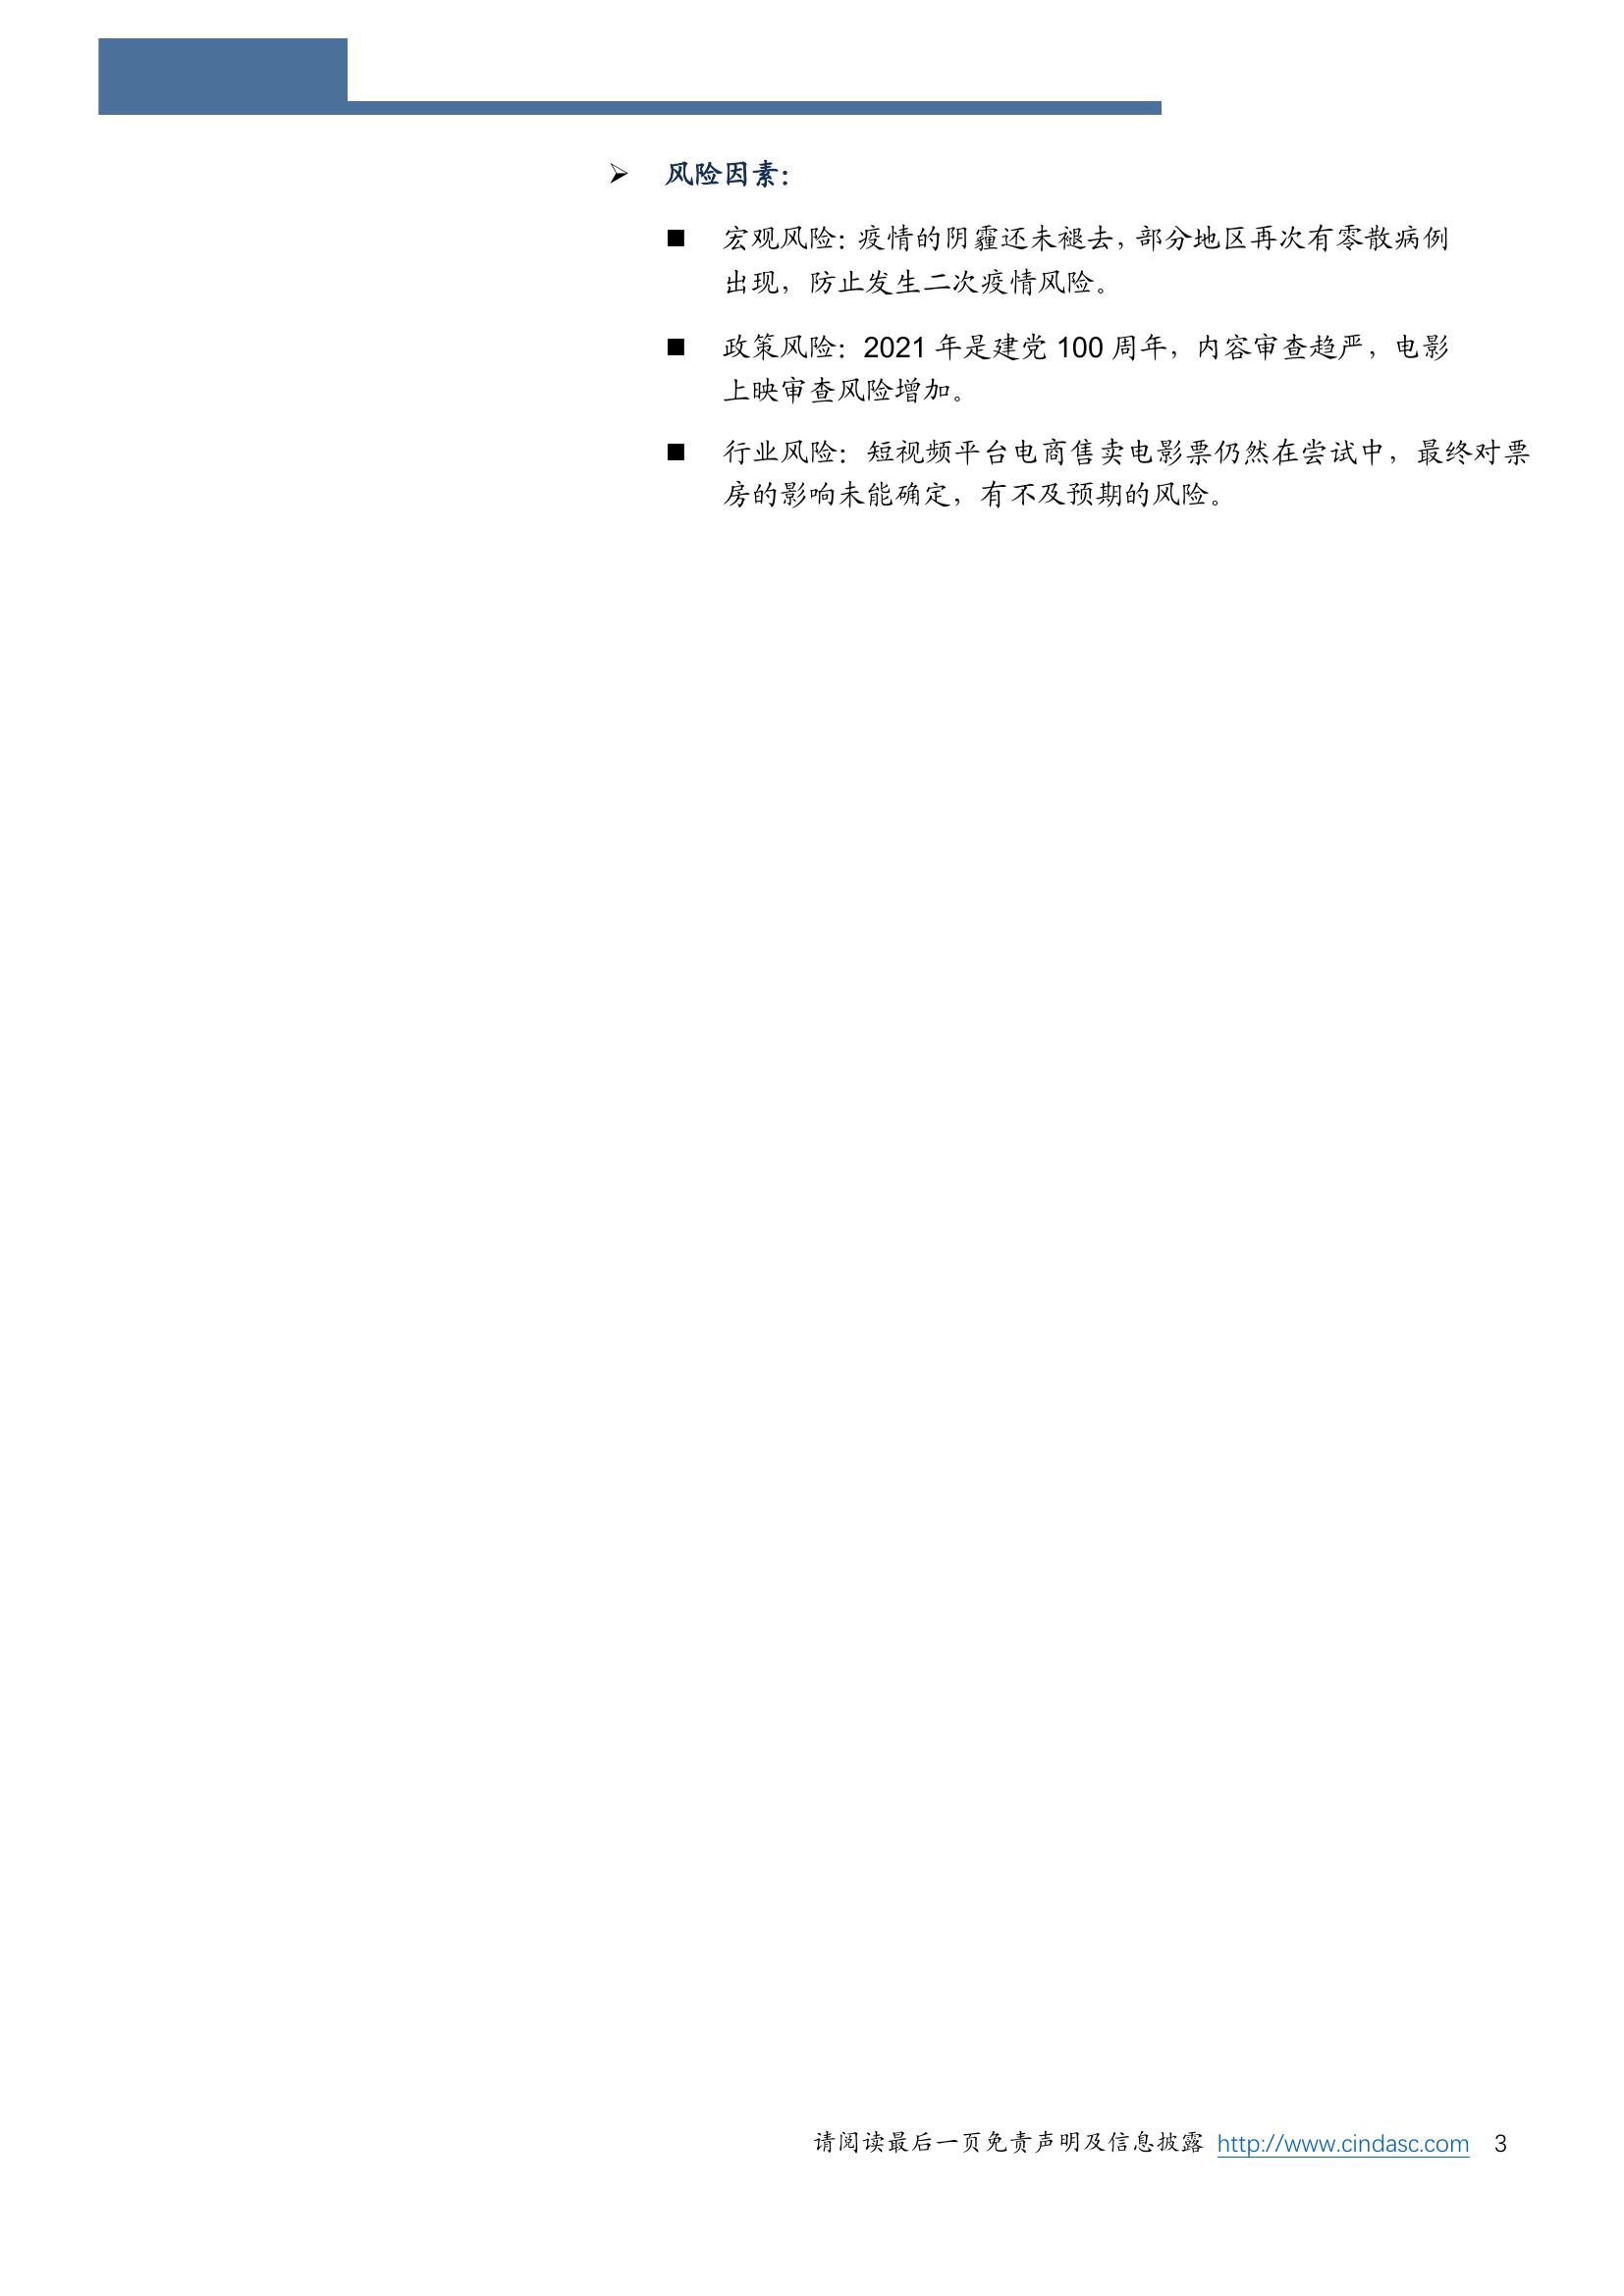 ➢ 风险因素：
■ 宏观风险：疫情的阴霾还未褪去，部分地区再次有零散病例
出现，防止发生二次疫情风险。
■ 政策风险：2021 年是建党 100 周年，内容审查趋严，电影
上映审查风险增加。
■ 行业风险：短视频平台电商售卖电影票仍然在尝试中，最终对票
房的影响未能确定，有不及预期的风险。
请阅读最后一页免责声明及信息披露 http://www.cindasc.com 3